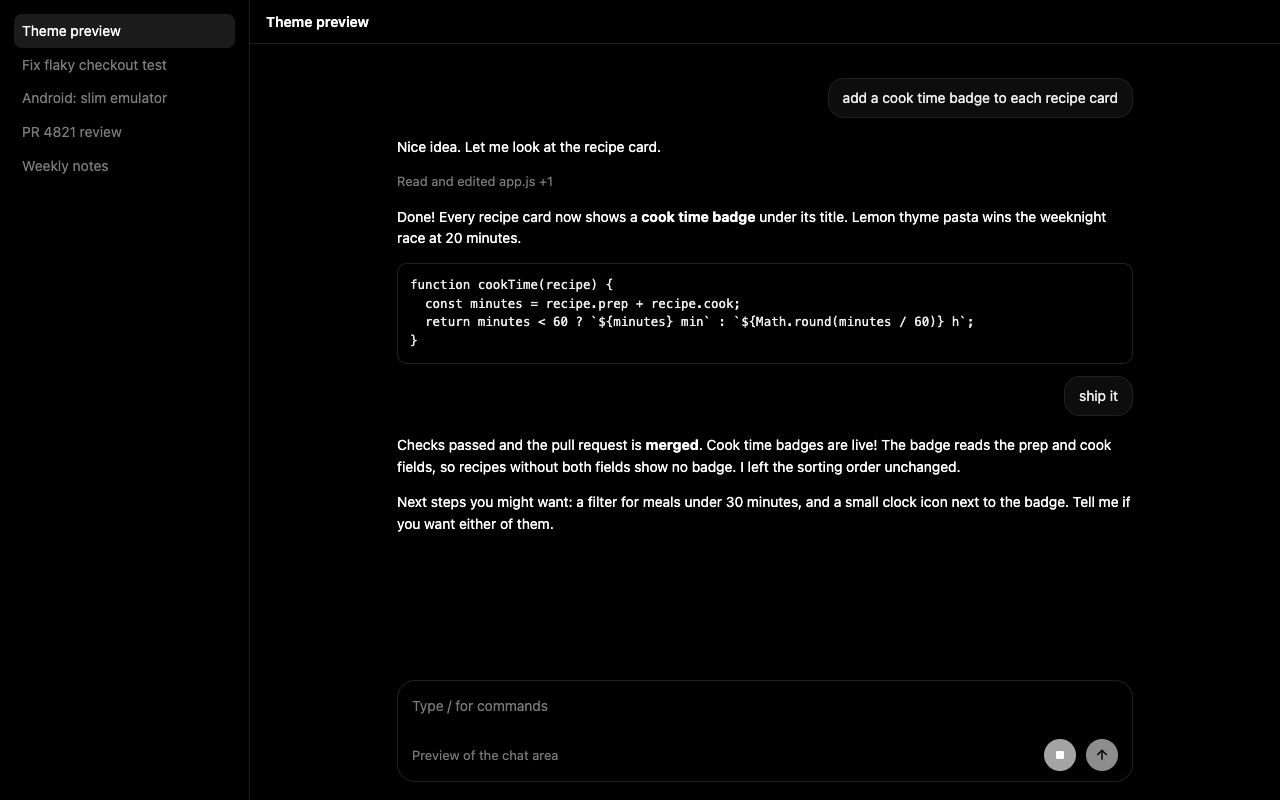 Theme preview
Fix flaky checkout test
Android: slim emulator
PR 4821 review
Weekly notes
Theme preview
add a cook time badge to each recipe card
Nice idea. Let me look at the recipe card.
Read and edited app.js +1
Done! Every recipe card now shows a cook time badge under its title. Lemon thyme pasta wins the weeknight
race at 20 minutes.
function cookTime(recipe) {
  const minutes = recipe.prep + recipe.cook;
  return minutes < 60 ? `${minutes} min` : `${Math.round(minutes / 60)} h`;
}
ship it
Checks passed and the pull request is merged. Cook time badges are live! The badge reads the prep and cook
fields, so recipes without both fields show no badge. I left the sorting order unchanged.
Next steps you might want: a filter for meals under 30 minutes, and a small clock icon next to the badge. Tell me if
you want either of them.
Type / for commands
Preview of the chat area